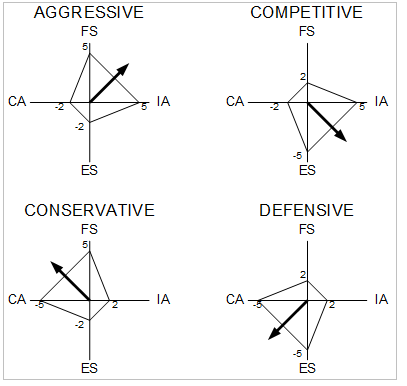 AGGRESSIVE
FS
5
CA -2 5 IA
-2
ES
COMPETITIVE
FS
2
CA -2 5 IA
-5
ES
CONSERVATIVE
FS
5
CA -5 2 IA
-2
ES
DEFENSIVE
FS
2
CA -5 2 IA
-5
ES